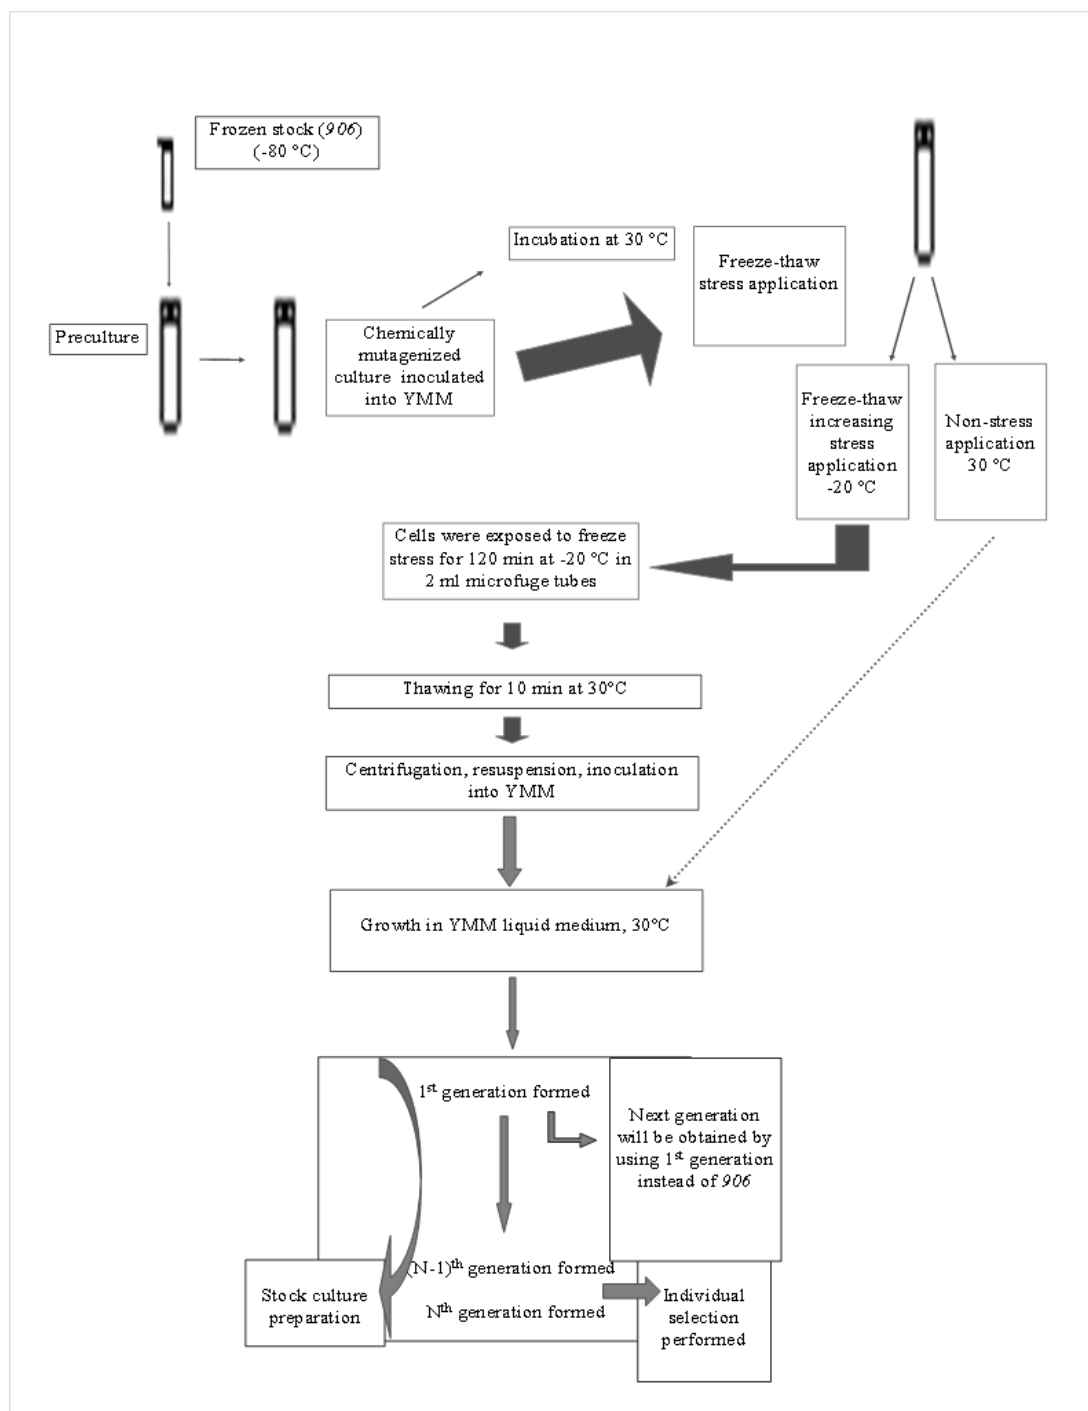 Frozen stock (906)
(-80 °C)
Incubation at 30 °C
Freeze-thaw
stress application
Preculture
Chemically
mutagenized
culture inoculated
into YMM
Freeze-thaw
increasing
stress
application
-20 °C
Non-stress
application
30 °C
Cells were exposed to freeze
stress for 120 min at -20 °C in
2 ml microfuge tubes
Thawing for 10 min at 30°C
Centrifugation, resuspension, inoculation
into YMM
Growth in YMM liquid medium, 30°C
1st generation formed
Next generation
will be obtained by
using 1st generation
instead of 906
(N-1)th generation formed
Nth generation formed
Stock culture
preparation
Individual
selection
performed